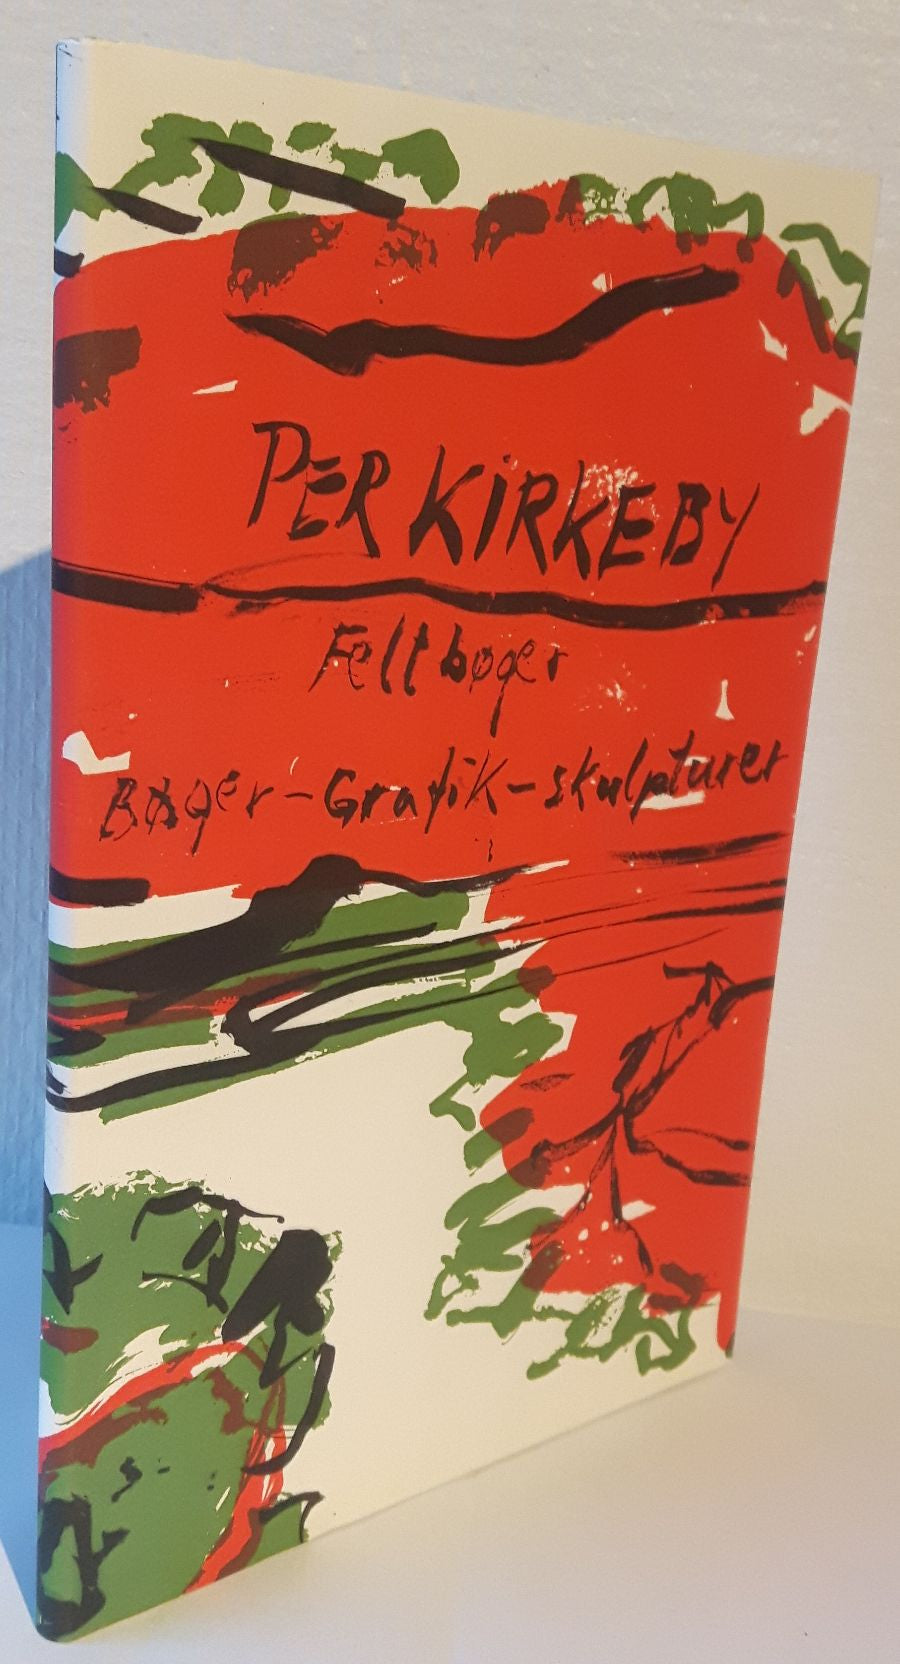 PER KiRKEBY
Feltbøger
Bøger - Grafik - skulpturer